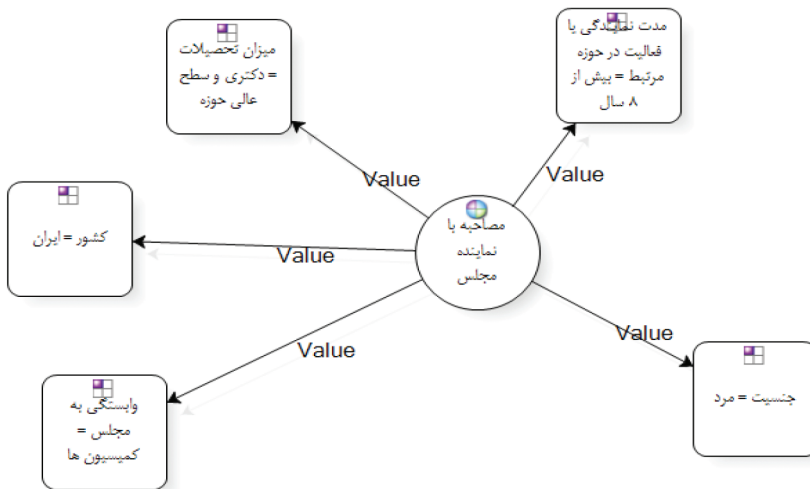 میزان تحصیلات
= دکتری و سطح
عالی حوزه
مدت نمایندگی یا
فعالیت در حوزه
مرتبط = بیش از
۸ سال
Value
Value
کشور = ایران
Value
مصاحبه با
نماینده
مجلس
Value
Value
وابستگی به
مجلس =
کمیسیون ها
جنسیت = مرد